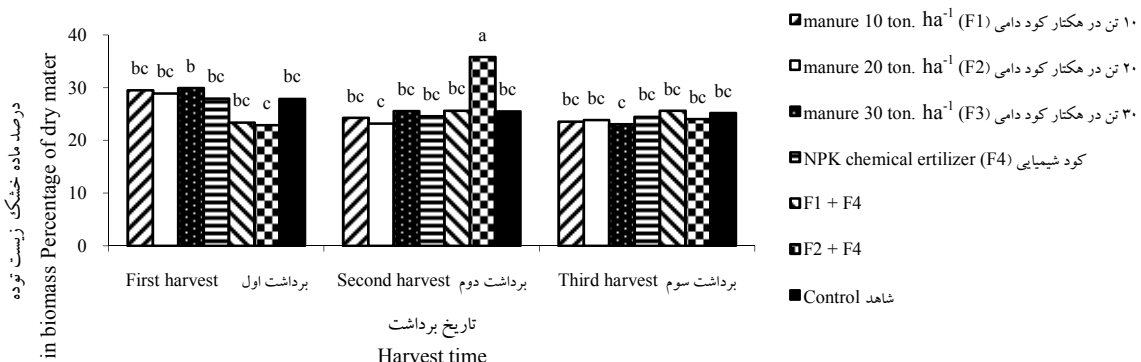 درصد ماده خشک زیست توده
in biomass Percentage of dry mater
40
30
20
10
0
bc bc b bc bc c bc
bc c bc bc bc a bc
bc bc c bc bc bc bc
First harvest برداشت اول
Second harvest برداشت دوم
Third harvest برداشت سوم
تاریخ برداشت
Harvest time
manure 10 ton. ha-1 (F1) ۱۰ تن در هکتار کود دامی
manure 20 ton. ha-1 (F2) ۲۰ تن در هکتار کود دامی
manure 30 ton. ha-1 (F3) ۳۰ تن در هکتار کود دامی
NPK chemical ertilizer (F4) کود شیمیایی
F1 + F4
F2 + F4
Control شاهد